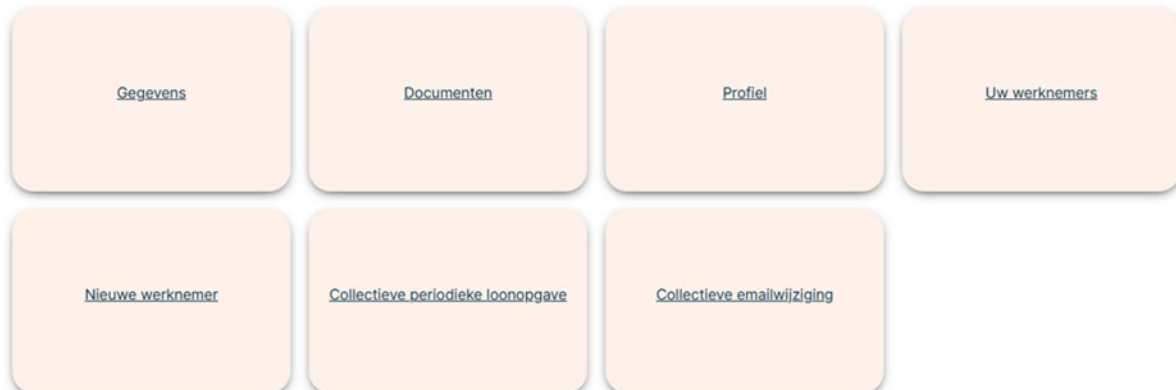 Gegevens
Documenten
Profiel
Uw werknemers
Nieuwe werknemer
Collectieve periodieke loonopgave
Collectieve emailwijziging